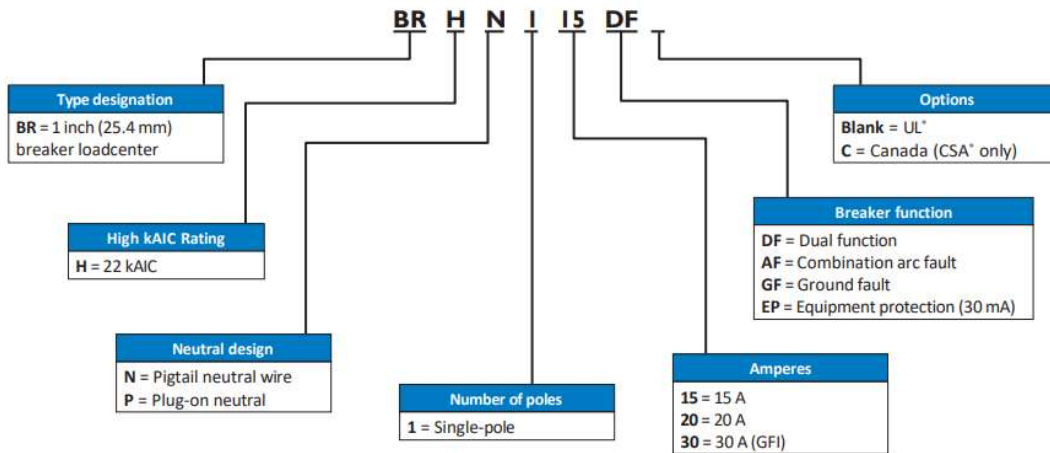 BR H N 1 15 DF _
Type designation
BR = 1 inch (25.4 mm)
breaker loadcenter
Options
Blank = UL®
C = Canada (CSA® only)
High kAIC Rating
H = 22 kAIC
Breaker function
DF = Dual function
AF = Combination arc fault
GF = Ground fault
EP = Equipment protection (30 mA)
Neutral design
N = Pigtail neutral wire
P = Plug-on neutral
Number of poles
1 = Single-pole
Amperes
15 = 15 A
20 = 20 A
30 = 30 A (GFI)